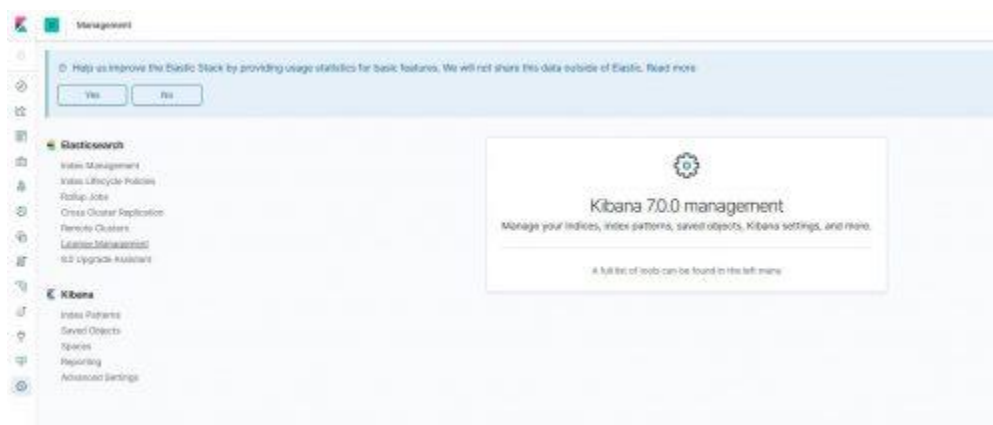 Management
Help us improve the Elastic Stack by providing usage statistics for basic features. We will not share this data outside of Elastic. Read more
Yes
No
Elasticsearch
Index Management
Index Lifecycle Policies
Rollup Jobs
Cross Cluster Replication
Remote Clusters
License Management
8.0 Upgrade Assistant
Kibana
Index Patterns
Saved Objects
Spaces
Reporting
Advanced Settings
Kibana 7.0.0 management
Manage your indices, index patterns, saved objects, Kibana settings, and more.
A full list of tools can be found in the left menu